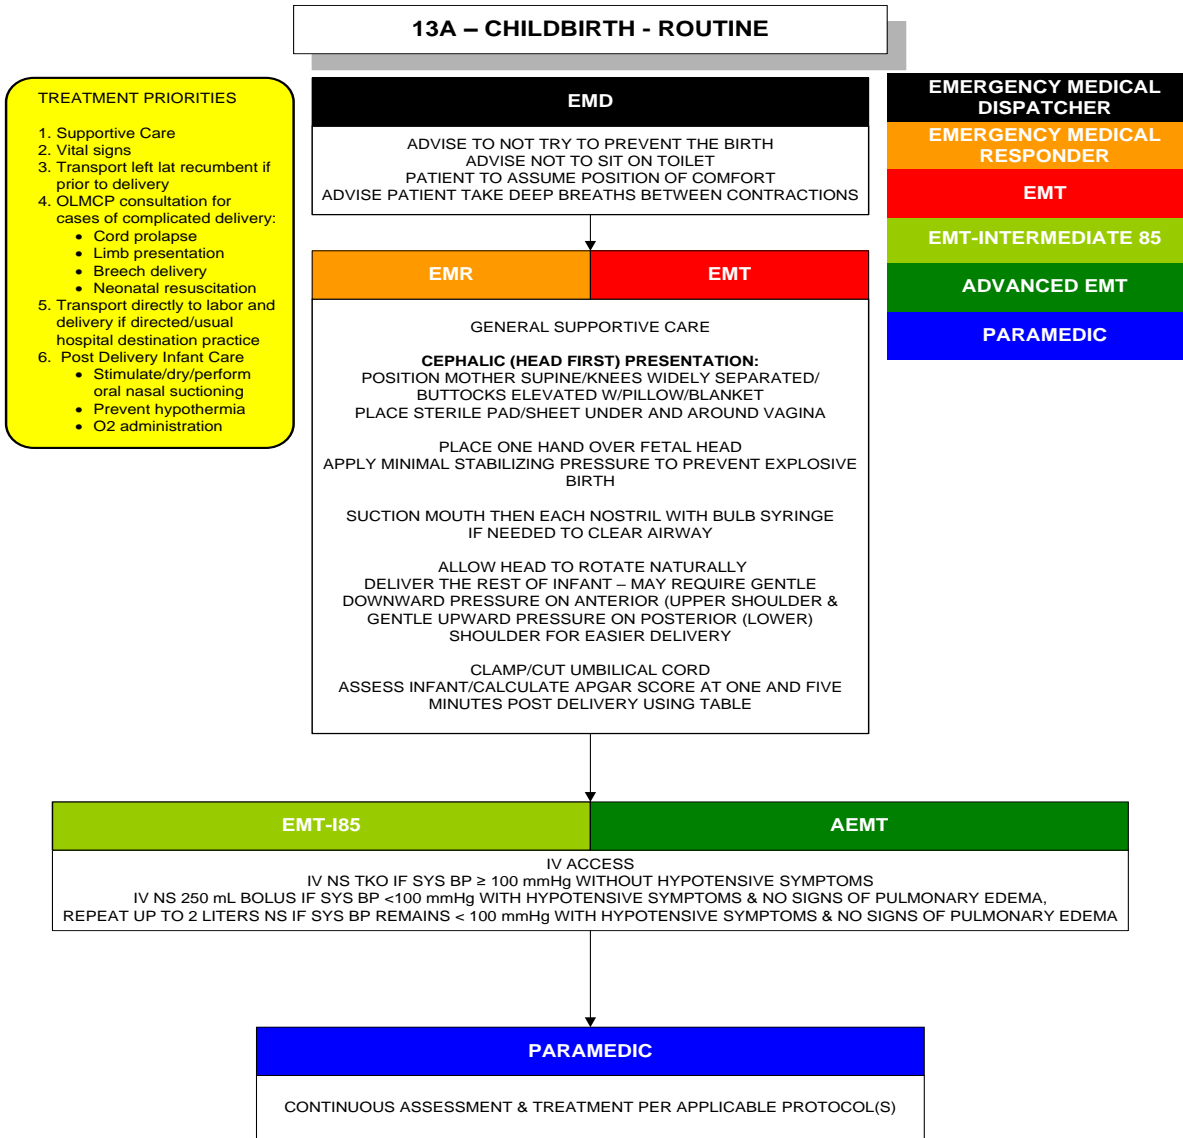 13A – CHILDBIRTH - ROUTINE
TREATMENT PRIORITIES
1. Supportive Care
2. Vital signs
3. Transport left lat recumbent if
prior to delivery
4. OLMCP consultation for
cases of complicated delivery:
• Cord prolapse
• Limb presentation
• Breech delivery
• Neonatal resuscitation
5. Transport directly to labor and
delivery if directed/usual
hospital destination practice
6. Post Delivery Infant Care
• Stimulate/dry/perform
oral nasal suctioning
• Prevent hypothermia
• O2 administration
EMD
ADVISE TO NOT TRY TO PREVENT THE BIRTH
ADVISE NOT TO SIT ON TOILET
PATIENT TO ASSUME POSITION OF COMFORT
ADVISE PATIENT TAKE DEEP BREATHS BETWEEN CONTRACTIONS
EMERGENCY MEDICAL
DISPATCHER
EMERGENCY MEDICAL
RESPONDER
EMT
EMT-INTERMEDIATE 85
ADVANCED EMT
PARAMEDIC
EMR
EMT
GENERAL SUPPORTIVE CARE
CEPHALIC (HEAD FIRST) PRESENTATION:
POSITION MOTHER SUPINE/KNEES WIDELY SEPARATED/
BUTTOCKS ELEVATED W/PILLOW/BLANKET
PLACE STERILE PAD/SHEET UNDER AND AROUND VAGINA
PLACE ONE HAND OVER FETAL HEAD
APPLY MINIMAL STABILIZING PRESSURE TO PREVENT EXPLOSIVE
BIRTH
SUCTION MOUTH THEN EACH NOSTRIL WITH BULB SYRINGE
IF NEEDED TO CLEAR AIRWAY
ALLOW HEAD TO ROTATE NATURALLY
DELIVER THE REST OF INFANT – MAY REQUIRE GENTLE
DOWNWARD PRESSURE ON ANTERIOR (UPPER SHOULDER &
GENTLE UPWARD PRESSURE ON POSTERIOR (LOWER)
SHOULDER FOR EASIER DELIVERY
CLAMP/CUT UMBILICAL CORD
ASSESS INFANT/CALCULATE APGAR SCORE AT ONE AND FIVE
MINUTES POST DELIVERY USING TABLE
EMT-I85
AEMT
IV ACCESS
IV NS TKO IF SYS BP ≥ 100 mmHg WITHOUT HYPOTENSIVE SYMPTOMS
IV NS 250 mL BOLUS IF SYS BP <100 mmHg WITH HYPOTENSIVE SYMPTOMS & NO SIGNS OF PULMONARY EDEMA,
REPEAT UP TO 2 LITERS NS IF SYS BP REMAINS < 100 mmHg WITH HYPOTENSIVE SYMPTOMS & NO SIGNS OF PULMONARY EDEMA
PARAMEDIC
CONTINUOUS ASSESSMENT & TREATMENT PER APPLICABLE PROTOCOL(S)